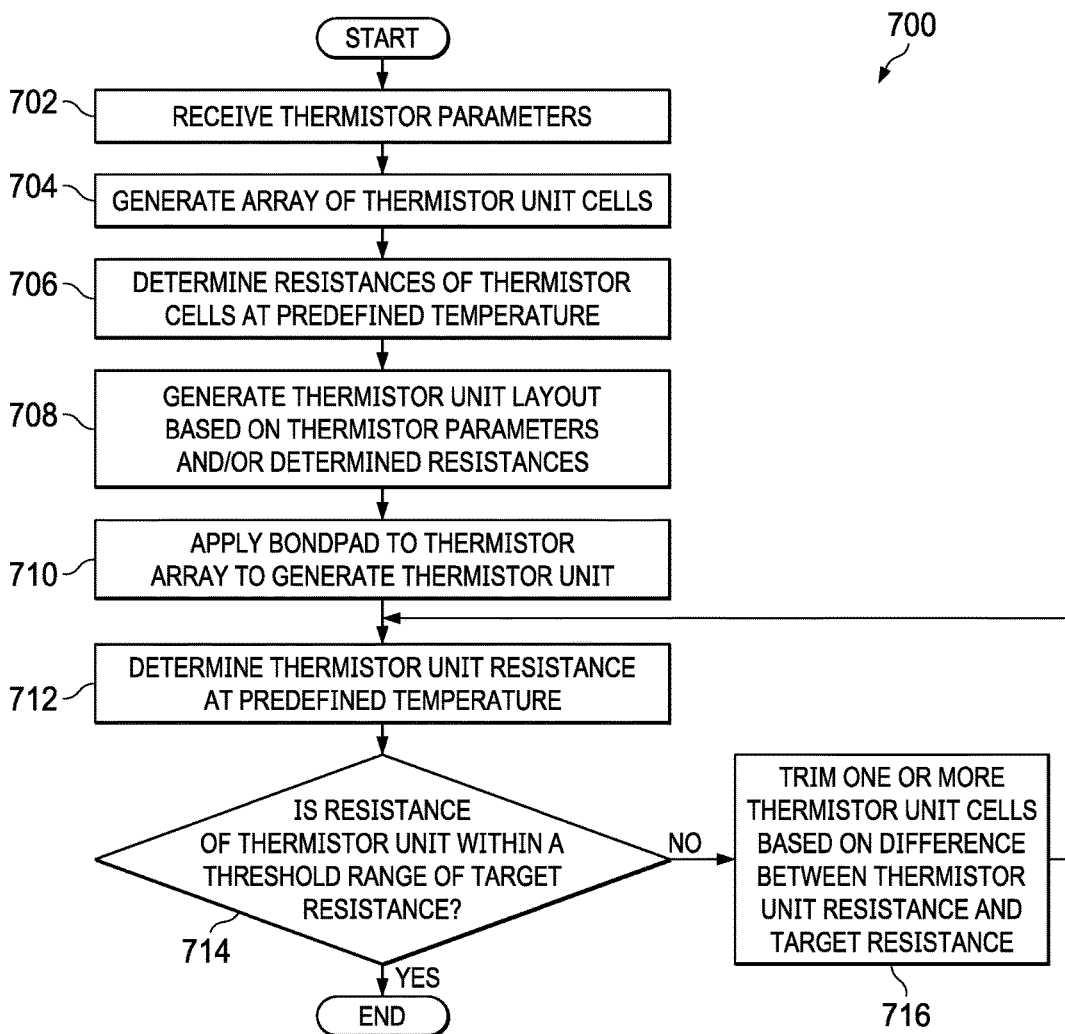 START
700
702
RECEIVE THERMISTOR PARAMETERS
704
GENERATE ARRAY OF THERMISTOR UNIT CELLS
706
DETERMINE RESISTANCES OF THERMISTOR
CELLS AT PREDEFINED TEMPERATURE
708
GENERATE THERMISTOR UNIT LAYOUT
BASED ON THERMISTOR PARAMETERS
AND/OR DETERMINED RESISTANCES
710
APPLY BONDPAD TO THERMISTOR
ARRAY TO GENERATE THERMISTOR UNIT
712
DETERMINE THERMISTOR UNIT RESISTANCE
AT PREDEFINED TEMPERATURE
IS RESISTANCE
OF THERMISTOR UNIT WITHIN A
THRESHOLD RANGE OF TARGET
RESISTANCE?
714
NO
TRIM ONE OR MORE
THERMISTOR UNIT CELLS
BASED ON DIFFERENCE
BETWEEN THERMISTOR
UNIT RESISTANCE AND
TARGET RESISTANCE
716
YES
END